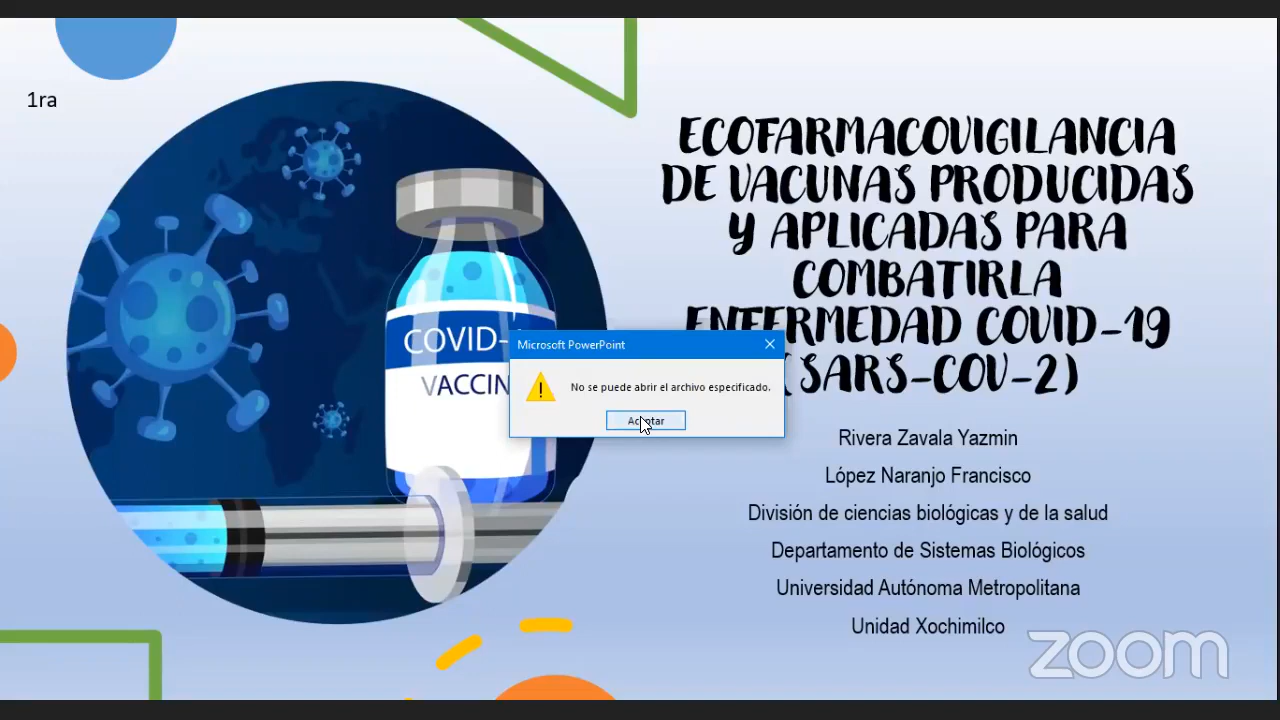 1ra
ECOFARMACOVIGILANCIA
DE VACUNAS PRODUCIDAS
Y APLICADAS PARA
COMBATIRLA
ENFERMEDAD COVID-19
(SARS-COV-2)
COVID-
VACCIN
Microsoft PowerPoint
No se puede abrir el archivo especificado.
Aceptar
Rivera Zavala Yazmin
López Naranjo Francisco
División de ciencias biológicas y de la salud
Departamento de Sistemas Biológicos
Universidad Autónoma Metropolitana
Unidad Xochimilco
zoom